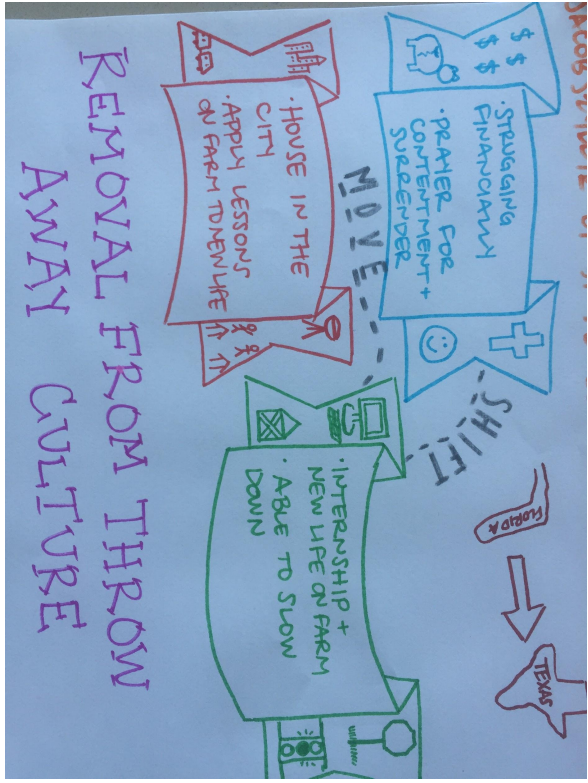 FLORIDA
TEXAS
$ $
$ $
• STRUGGING
FINANCIALLY
• PRAYER FOR
CONTENTMENT +
SURRENDER
SHIFT
• INTERNSHIP +
NEW LIFE ON FARM
• ABLE TO SLOW
DOWN
MOVE
• HOUSE IN THE
CITY
• APPLY LESSONS
ON FARM TO NEW LIFE
REMOVAL FROM THROW
AWAY CULTURE